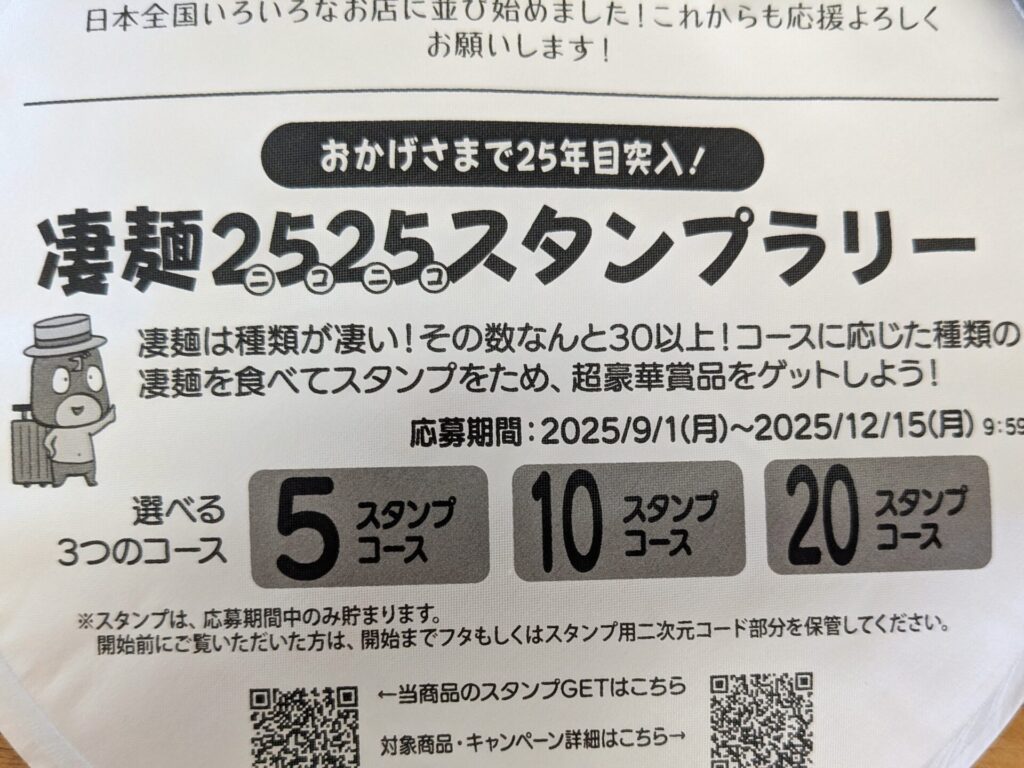 日本全国いろいろなお店に並び始めました！これからも応援よろしく
お願いします！
おかげさまで25年目突入！
凄麺2525スタンプラリー
ニコニコ
凄麺は種類が凄い！その数なんと30以上！コースに応じた種類の
凄麺を食べてスタンプをため、超豪華賞品をゲットしよう！
応募期間：2025/9/1(月)～2025/12/15(月) 9:59
選べる
3つのコース
5 スタンプ
コース
10 スタンプ
コース
20 スタンプ
コース
※スタンプは、応募期間中のみ貯まります。
開始前にご覧いただいた方は、開始までフタもしくはスタンプ用二次元コード部分を保管してください。
←当商品のスタンプGETはこちら
対象商品・キャンペーン詳細はこちら→